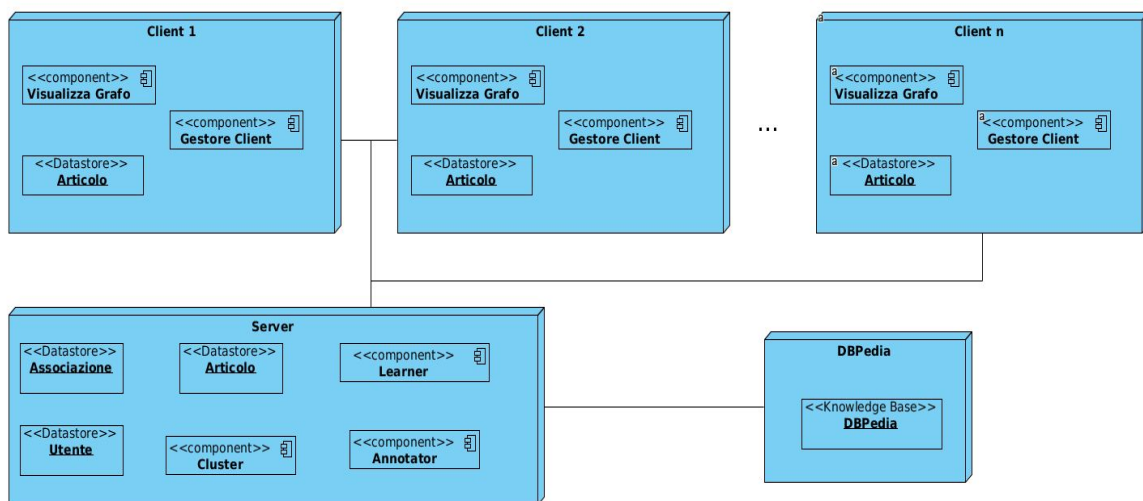 Client 1
<<component>>
Visualizza Grafo
<<component>>
Gestore Client
<<Datastore>>
Articolo
Client 2
<<component>>
Visualizza Grafo
<<component>>
Gestore Client
<<Datastore>>
Articolo
...
a
Client n
a
<<component>>
Visualizza Grafo
a
<<component>>
Gestore Client
a
<<Datastore>>
Articolo
Server
<<Datastore>>
Associazione
<<Datastore>>
Articolo
<<component>>
Learner
<<Datastore>>
Utente
<<component>>
Cluster
<<component>>
Annotator
DBPedia
<<Knowledge Base>>
DBPedia